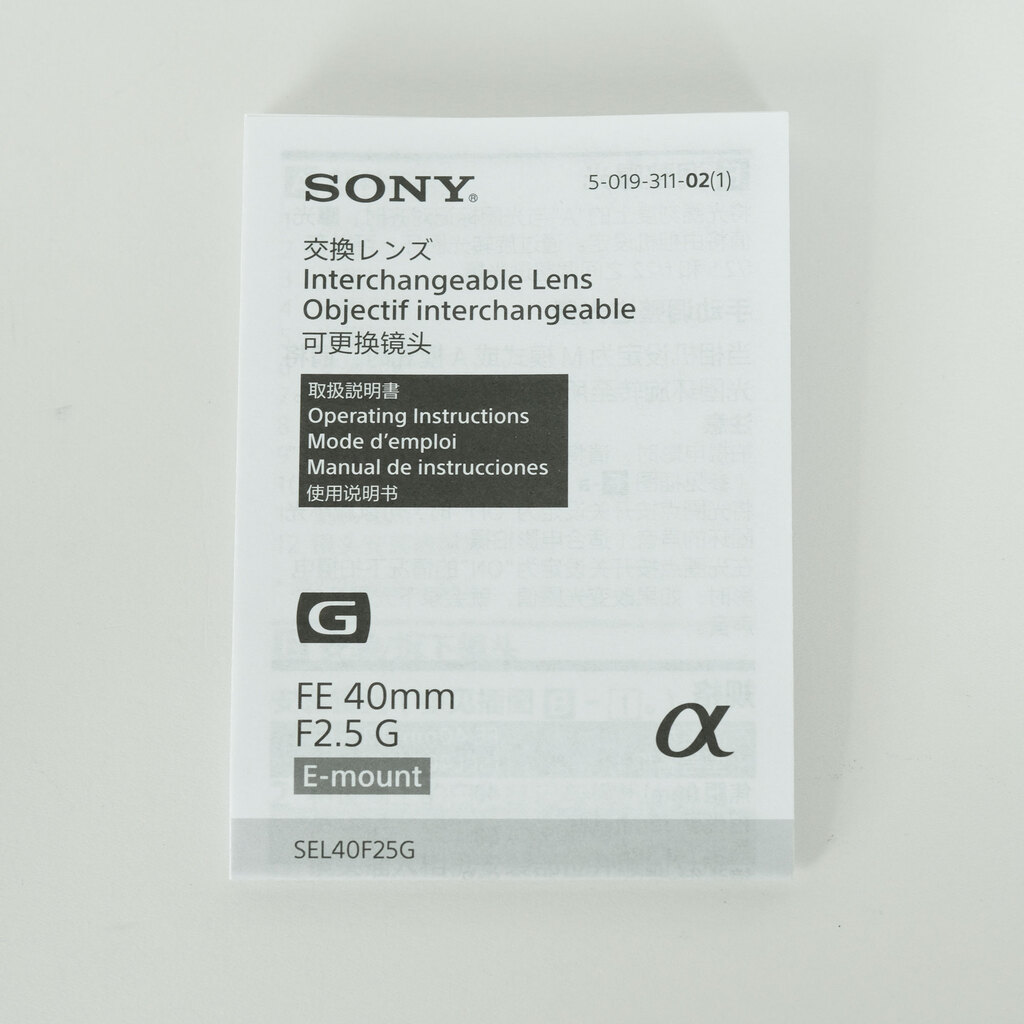 SONY®
5-019-311-02(1)
交換レンズ
Interchangeable Lens
Objectif interchangeable
可更换镜头
取扱説明書
Operating Instructions
Mode d'emploi
Manual de instrucciones
使用说明书
G
FE 40mm
F2.5 G
α
E-mount
SEL40F25G